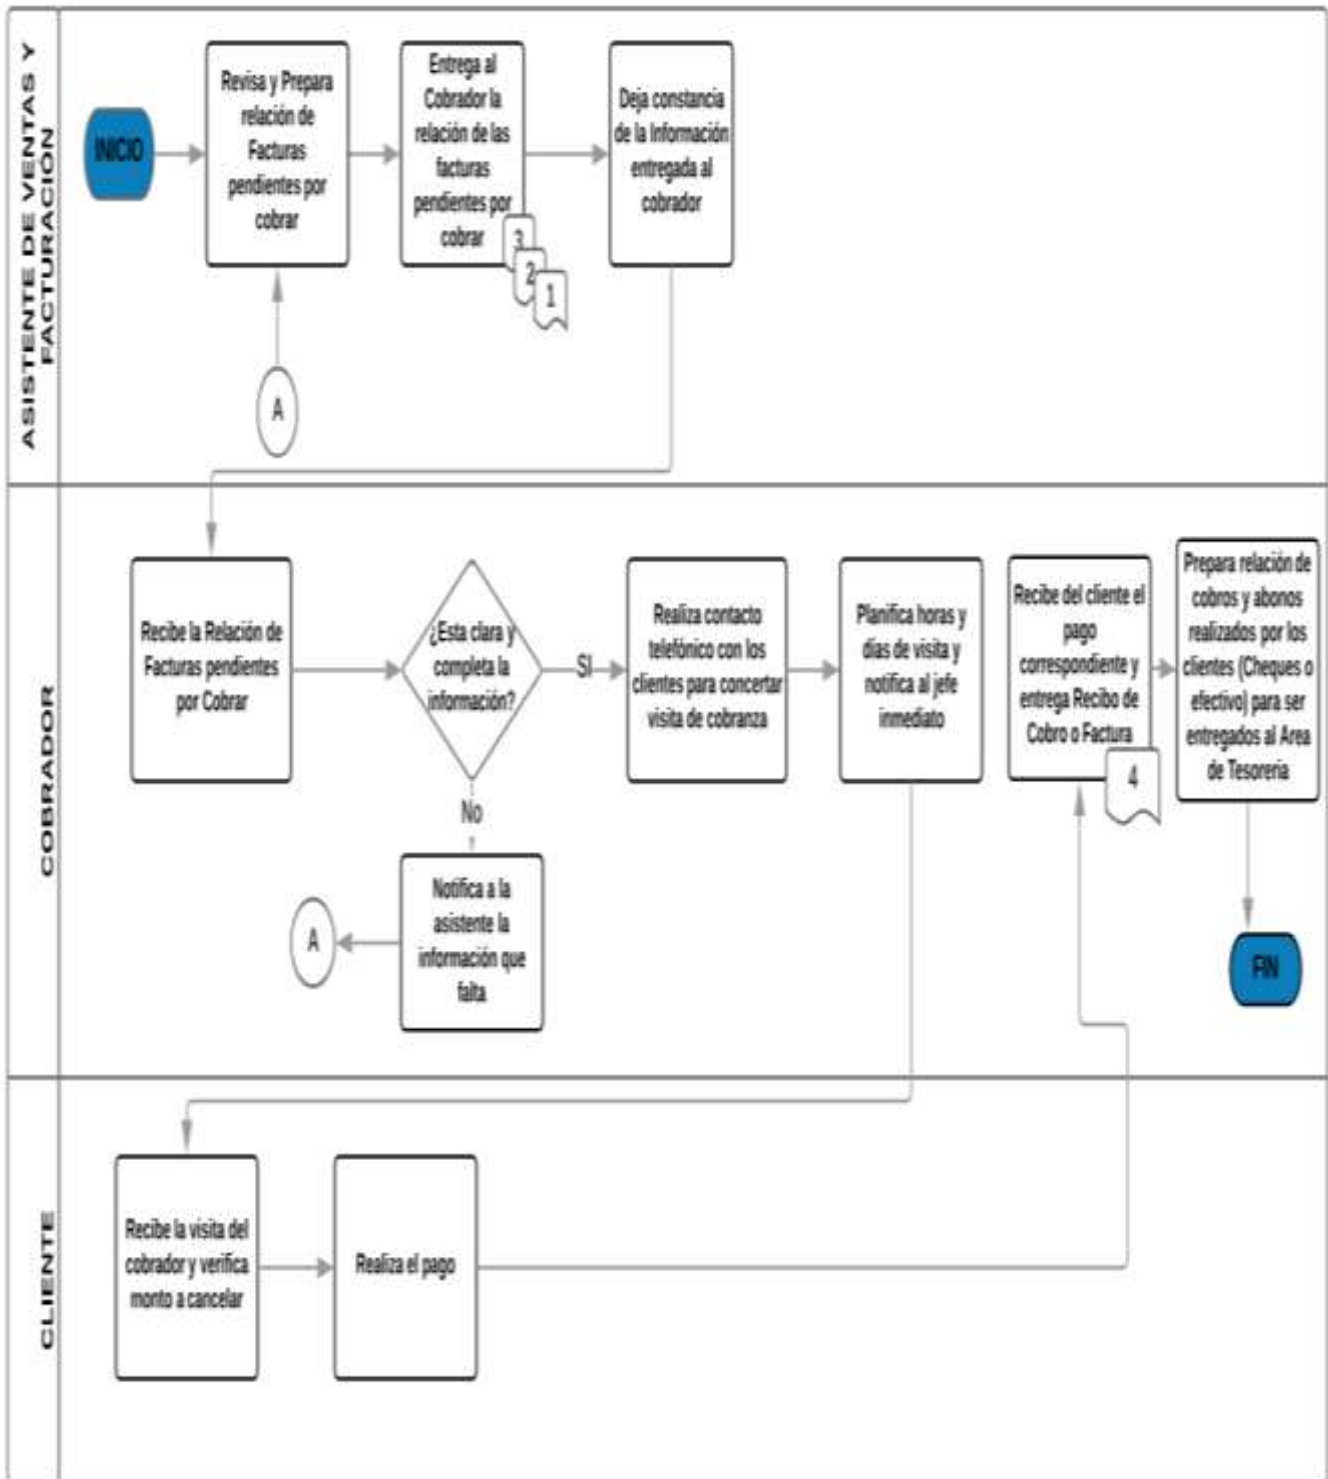 ASISTENTE DE VENTAS Y
FACTURACIÓN
INICIO
Revisa y Prepara
relación de
Facturas
pendientes por
cobrar
Entrega al
Cobrador la
relación de las
facturas
pendientes por
cobrar
3
2
1
Deja constancia
de la Información
entregada al
cobrador
A
COBRADOR
Recibe la Relación de
Facturas pendientes
por Cobrar
¿Esta clara y
completa la
información?
SI
No
Realiza contacto
telefónico con los
clientes para concertar
visita de cobranza
Planifica horas y
días de visita y
notifica al jefe
inmediato
Recibe del cliente el
pago
correspondiente y
entrega Recibo de
Cobro o Factura
4
Prepara relación de
cobros y abonos
realizados por los
clientes (Cheques o
efectivo) para ser
entregados al Area
de Tesoreria
Notifica a la
asistente la
información que
falta
A
FIN
CLIENTE
Recibe la visita del
cobrador y verifica
monto a cancelar
Realiza el pago